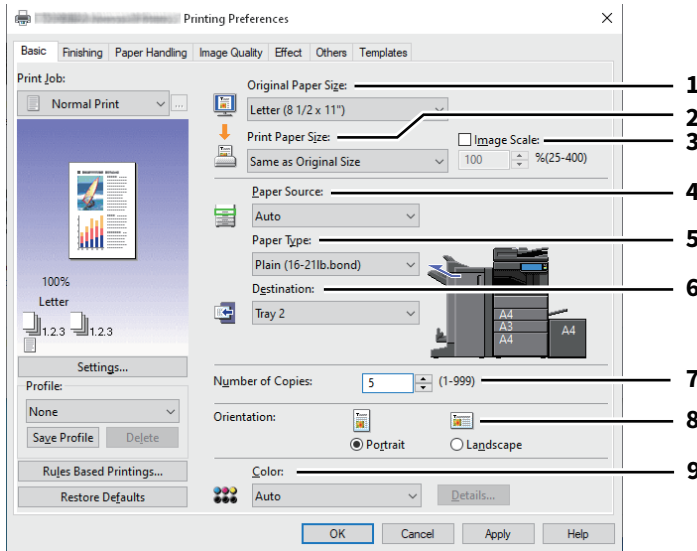 Printing Preferences
Basic Finishing Paper Handling Image Quality Effect Others Templates
Print Job:
Normal Print
...
100%
Letter
1.2.3 1.2.3
Settings...
Profile:
None
Save Profile Delete
Rules Based Printings...
Restore Defaults
Original Paper Size: 1
Letter (8 1/2 x 11")
Print Paper Size: 2
Image Scale: 3
Same as Original Size
100 %(25-400)
Paper Source: 4
Auto
Paper Type: 5
Plain (16-21lb.bond)
Destination: 6
Tray 2
A4
A3
A4
A4
Number of Copies: 5 (1-999) 7
Orientation: 8
Portrait Landscape
Color: 9
Auto Details...
OK Cancel Apply Help